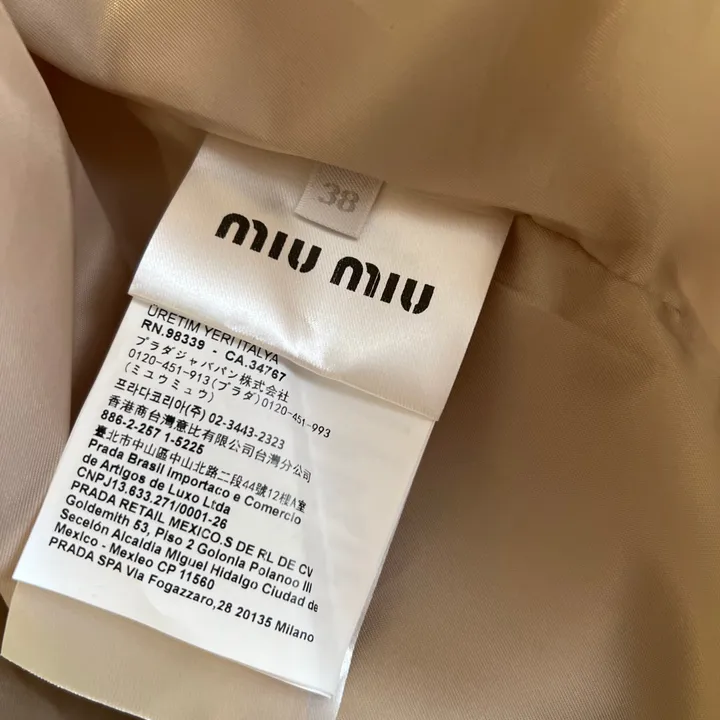 38
miu miu
ÜRETIM YERI ITALYA
RN.98339 - CA.34767
プラダジャババン株式会社
0120-451-913(プラダ)0120-451-993
(ミュウミュウ)
프라다코리아(주) 02-3443-2323
香港商台灣意比有限公司台灣分公司
886-2-257 1-5225
臺北市中山區中山北路二段44號12樓A室
Prada Brasil Importaco e Comercio
de Artigos de Luxo Ltda
CNPJ13.633.271/0001-26
PRADA RETAIL MEXICO.S DE RL DE CV
Goldemith 53, Piso 2 Golonia Polanoo III
Secelón Alcaldia Miguel Hidalgo Ciudad de
Mexico - Mexleo CP 11560
PRADA SPA Via Fogazzaro,28 20135 Milano